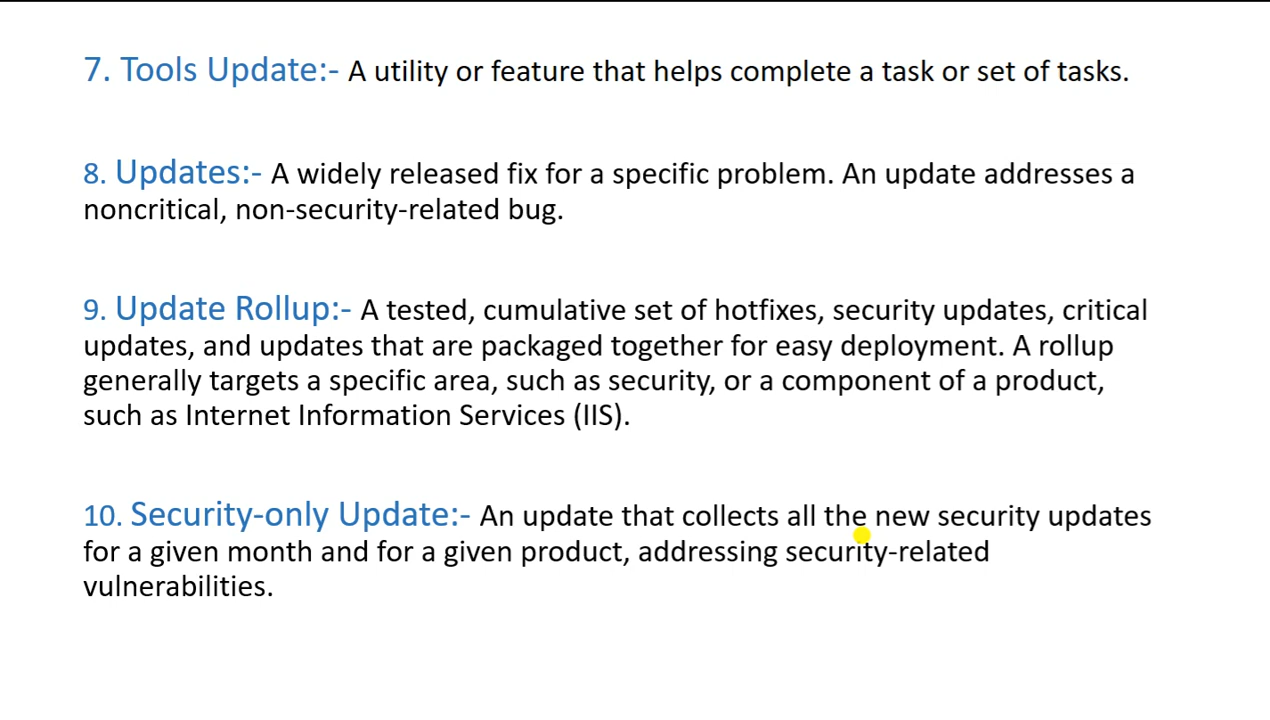 7. Tools Update:- A utility or feature that helps complete a task or set of tasks.
8. Updates:- A widely released fix for a specific problem. An update addresses a
noncritical, non-security-related bug.
9. Update Rollup:- A tested, cumulative set of hotfixes, security updates, critical
updates, and updates that are packaged together for easy deployment. A rollup
generally targets a specific area, such as security, or a component of a product,
such as Internet Information Services (IIS).
10. Security-only Update:- An update that collects all the new security updates
for a given month and for a given product, addressing security-related
vulnerabilities.